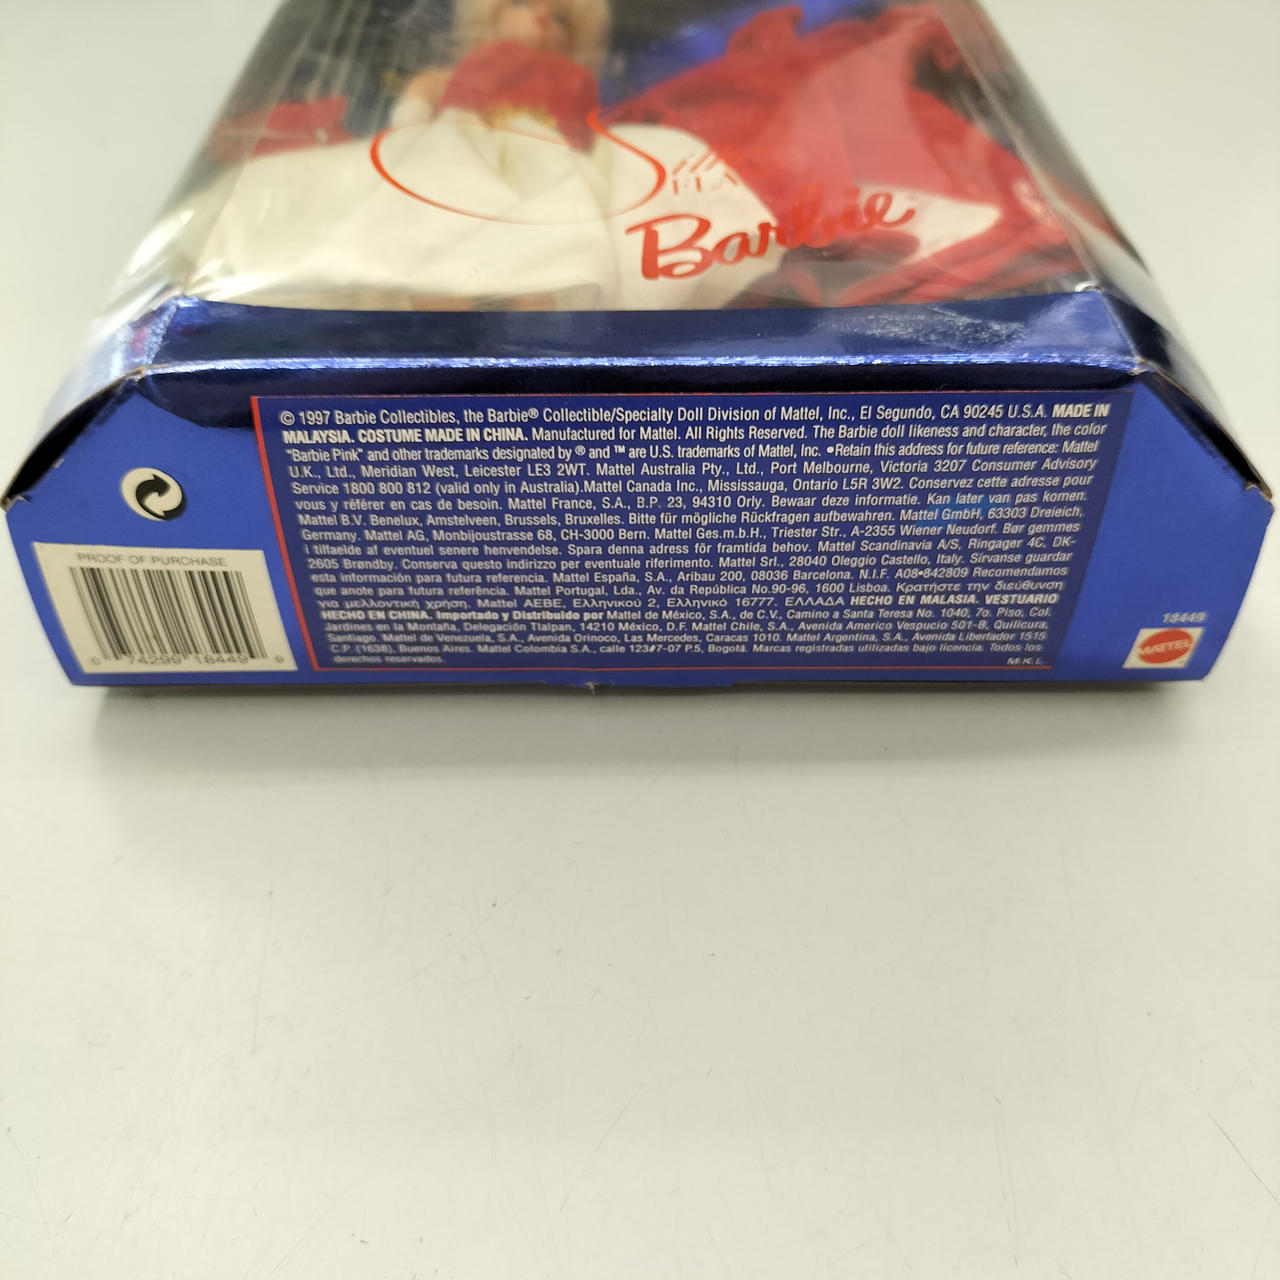 Barbie
© 1997 Barbie Collectibles, the Barbie® Collectible/Specialty Doll Division of Mattel, Inc., El Segundo, CA 90245 U.S.A. MADE IN
MALAYSIA. COSTUME MADE IN CHINA. Manufactured for Mattel. All Rights Reserved. The Barbie doll likeness and character, the color
"Barbie Pink" and other trademarks designated by ® and ™ are U.S. trademarks of Mattel, Inc. •Retain this address for future reference: Mattel
U.K., Ltd., Meridian West, Leicester LE3 2WT. Mattel Australia Pty., Ltd., Port Melbourne, Victoria 3207 Consumer Advisory
Service 1800 800 812 (valid only in Australia).Mattel Canada Inc., Mississauga, Ontario L5R 3W2. Conservez cette adresse pour
vous y référer en cas de besoin. Mattel France, S.A., B.P. 23, 94310 Orly. Bewaar deze informatie. Kan later van pas komen.
Mattel B.V. Benelux, Amstelveen, Brussels, Bruxelles. Bitte für mögliche Rückfragen aufbewahren. Mattel GmbH, 63303 Dreieich,
Germany. Mattel AG, Monbijoustrasse 68, CH-3000 Bern. Mattel Ges.m.b.H., Triester Str., A-2355 Wiener Neudorf. Bør gemmes
i tilfælde af eventuel senere henvendelse. Spara denna adress för framtida behov. Mattel Scandinavia A/S, Ringager 4C, DK-
2605 Brøndby. Conserva questo indirizzo per eventuale riferimento. Mattel Srl., 28040 Oleggio Castello, Italy. Sírvanse guardar
esta información para futura referencia. Mattel España, S.A., Aribau 200, 08036 Barcelona. N.I.F. A08•842809 Recomendamos
que anote para futura referência. Mattel Portugal, Lda., Av. da República No.90-96, 1600 Lisboa. Κρατήστε την διεύθυνση
για μελλοντική χρήση. Mattel AEBE, Ελληνικού 2, Ελληνικό 16777. ΕΛΛΑΔΑ HECHO EN MALASIA. VESTUARIO
HECHO EN CHINA. Importado y Distribuido por Mattel de México, S.A., de C.V., Camino a Santa Teresa No. 1040, 7o. Piso, Col.
Jardines en la Montaña, Delegación Tlalpan, 14210 México, D.F. Mattel Chile, S.A., Avenida Americo Vespucio 501-B, Quilicura,
Santiago. Mattel de Venezuela, S.A., Avenida Orinoco, Las Mercedes, Caracas 1010. Mattel Argentina, S.A., Avenida Libertador 1515
C.P. (1638), Buenos Aires. Mattel Colombia S.A., calle 123#7-07 P.5, Bogotá. Marcas registradas utilizadas bajo licencia. Todos los
derechos reservados.
M.K.L.
PROOF OF PURCHASE
0 74299 18449 0
18449
MATTEL